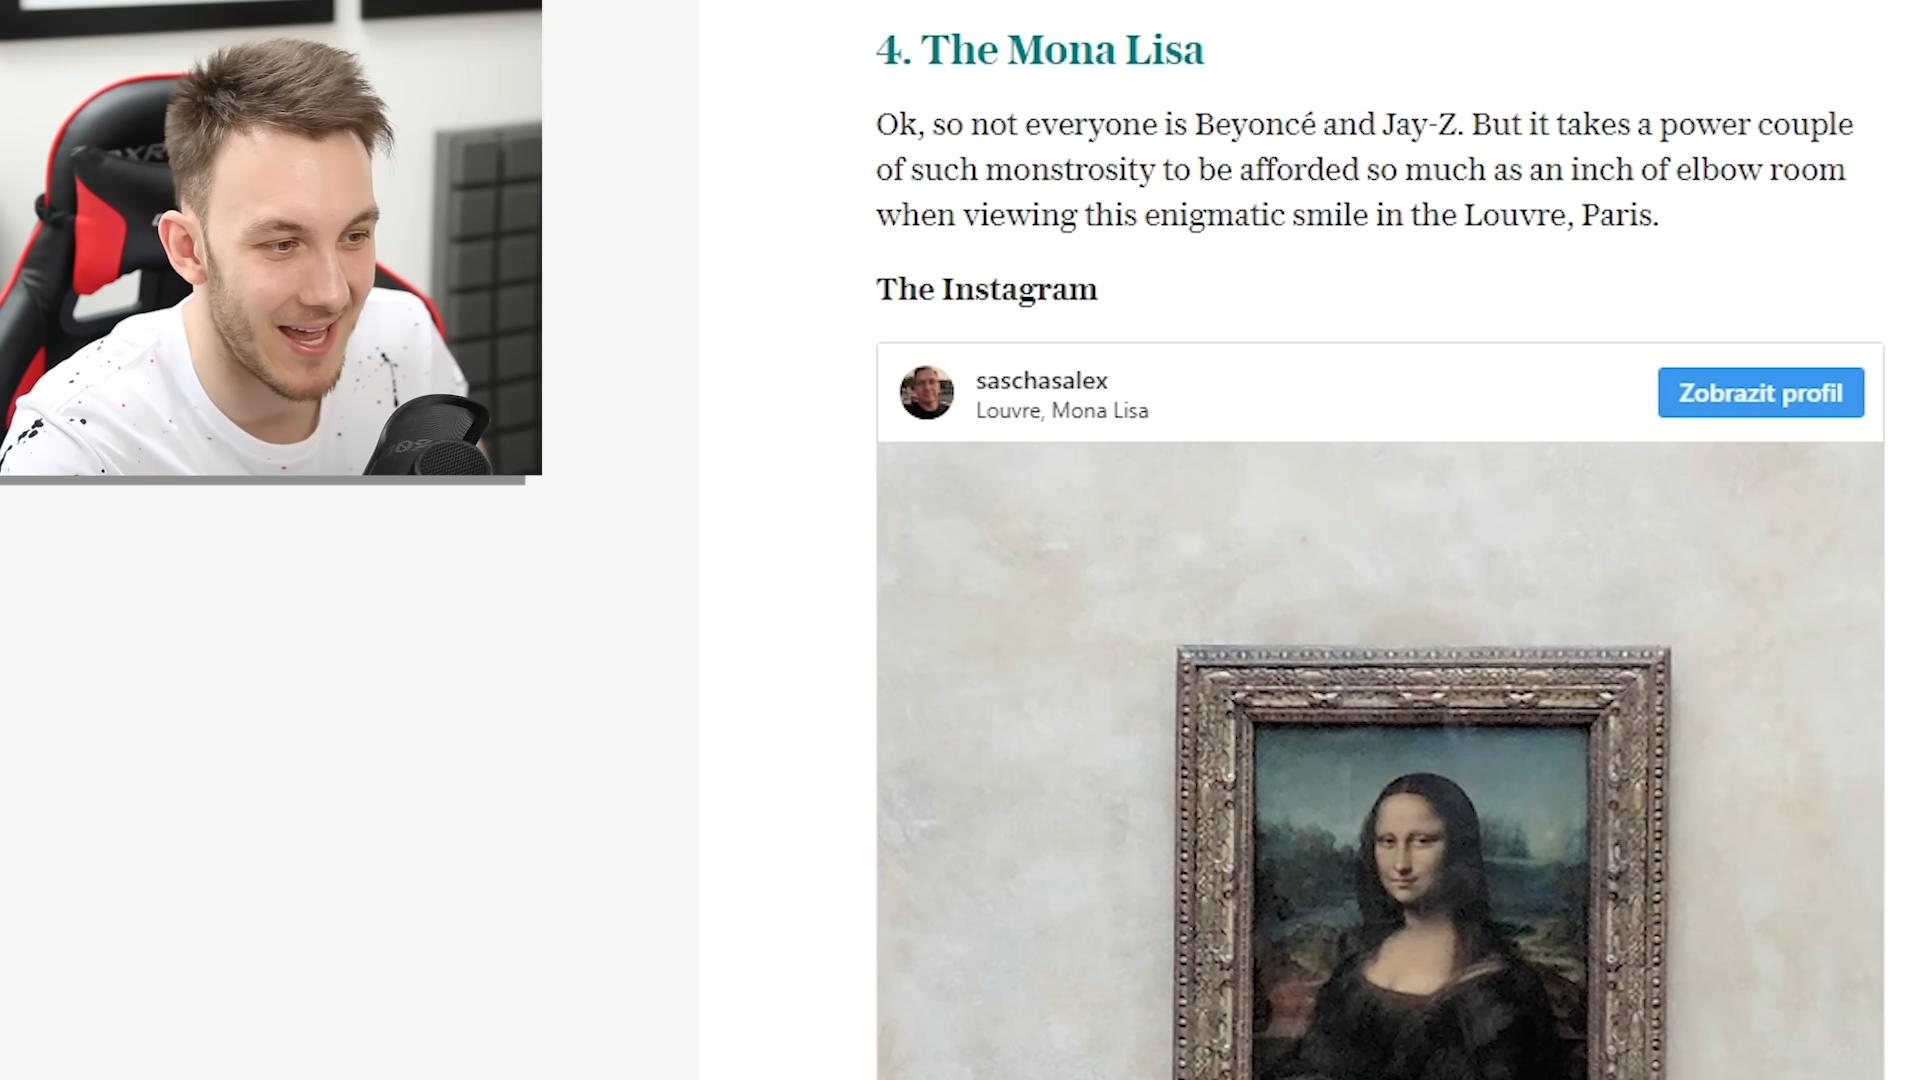 4. The Mona Lisa
Ok, so not everyone is Beyoncé and Jay-Z. But it takes a power couple
of such monstrosity to be afforded so much as an inch of elbow room
when viewing this enigmatic smile in the Louvre, Paris.
The Instagram
saschasalex
Louvre, Mona Lisa
Zobrazit profil